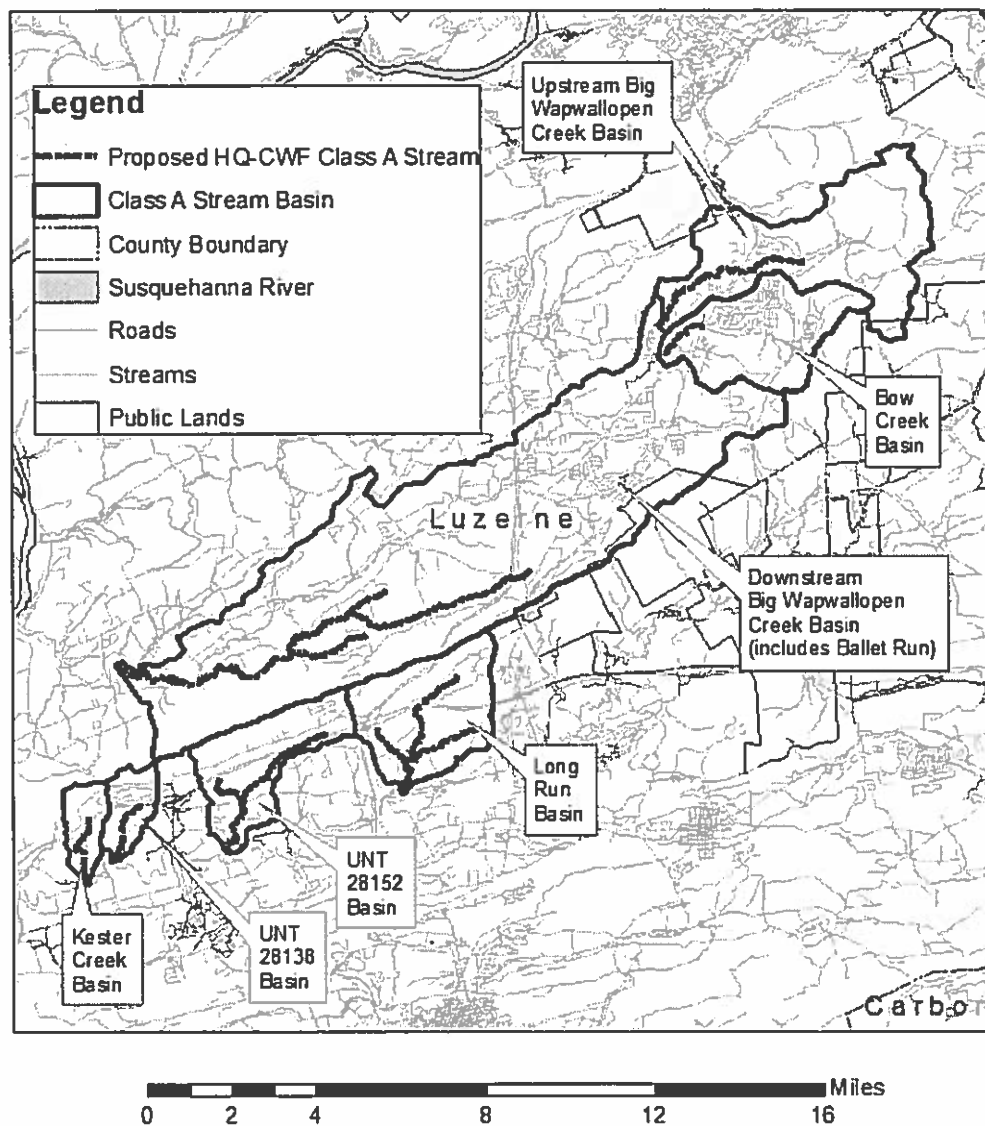 Legend
Proposed HQ-CWF Class A Stream
Class A Stream Basin
County Boundary
Susquehanna River
Roads
Streams
Public Lands
Upstream Big
Wapwallopen
Creek Basin
Bow
Creek
Basin
Luzerne
Downstream
Big Wapwallopen
Creek Basin
(includes Ballet Run)
Long
Run
Basin
UNT
28152
Basin
UNT
28138
Basin
Kester
Creek
Basin
Carbo
Miles
0 2 4 8 12 16